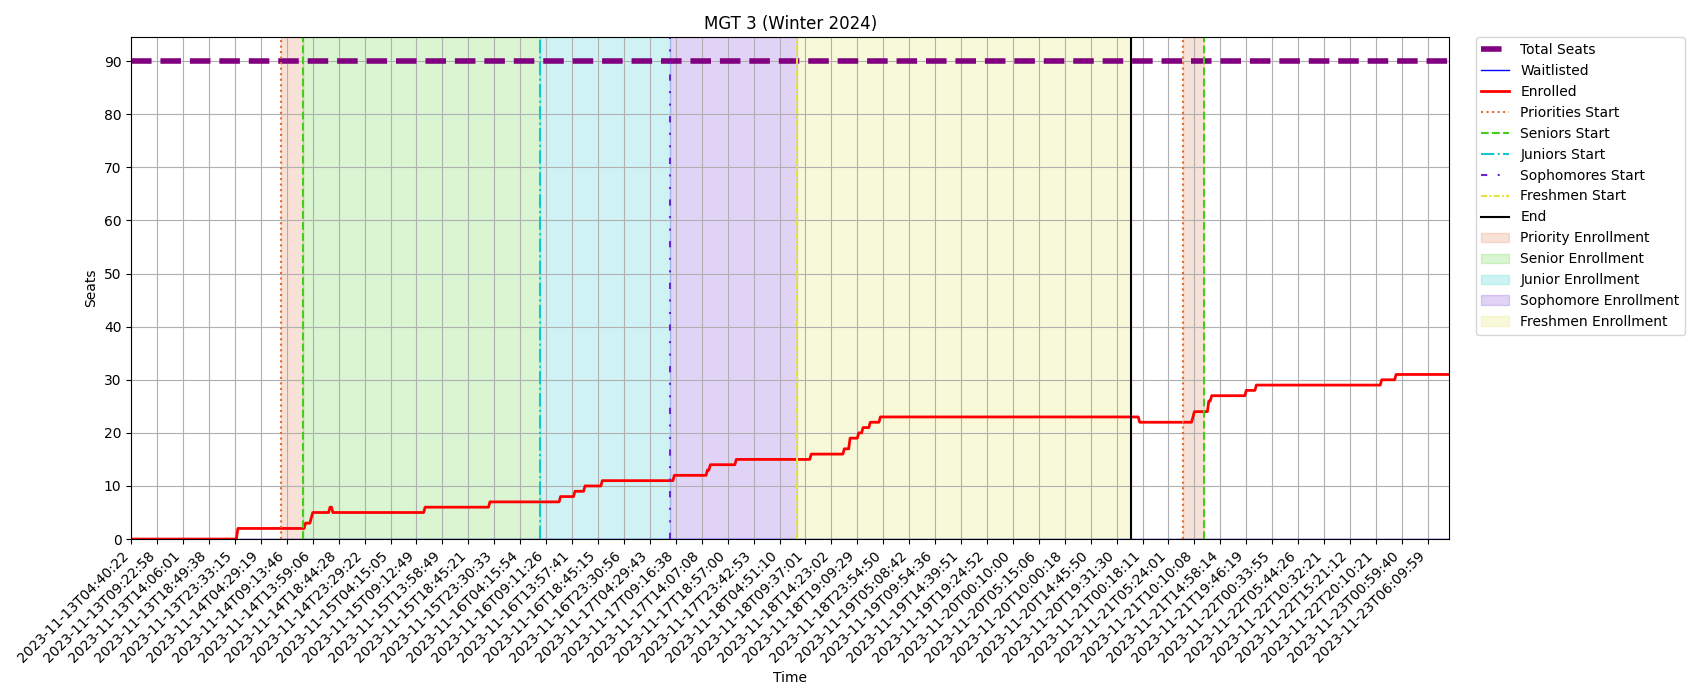 MGT 3 (Winter 2024)
Seats
90
80
70
60
50
40
30
20
10
0
2023-11-13T04:40:22
2023-11-13T09:22:58
2023-11-13T14:06:01
2023-11-13T18:49:38
2023-11-13T23:33:15
2023-11-14T04:29:19
2023-11-14T09:13:46
2023-11-14T13:59:06
2023-11-14T18:44:28
2023-11-14T23:29:22
2023-11-15T04:15:05
2023-11-15T09:12:49
2023-11-15T13:58:49
2023-11-15T18:45:21
2023-11-15T23:30:33
2023-11-16T04:15:54
2023-11-16T09:11:26
2023-11-16T13:57:41
2023-11-16T18:45:15
2023-11-16T23:30:56
2023-11-17T04:29:43
2023-11-17T09:16:38
2023-11-17T14:07:08
2023-11-17T18:57:00
2023-11-17T23:42:53
2023-11-18T04:51:10
2023-11-18T09:37:01
2023-11-18T14:23:02
2023-11-18T19:09:29
2023-11-18T23:54:50
2023-11-19T05:08:42
2023-11-19T09:54:36
2023-11-19T14:39:51
2023-11-19T19:24:52
2023-11-20T00:10:00
2023-11-20T05:15:06
2023-11-20T10:00:18
2023-11-20T14:45:50
2023-11-20T19:31:30
2023-11-21T00:18:11
2023-11-21T05:24:01
2023-11-21T10:10:08
2023-11-21T14:58:14
2023-11-21T19:46:19
2023-11-22T00:33:55
2023-11-22T05:44:26
2023-11-22T10:32:21
2023-11-22T15:21:12
2023-11-22T20:10:21
2023-11-23T00:59:40
2023-11-23T06:09:59
Time
Total Seats
Waitlisted
Enrolled
Priorities Start
Seniors Start
Juniors Start
Sophomores Start
Freshmen Start
End
Priority Enrollment
Senior Enrollment
Junior Enrollment
Sophomore Enrollment
Freshmen Enrollment